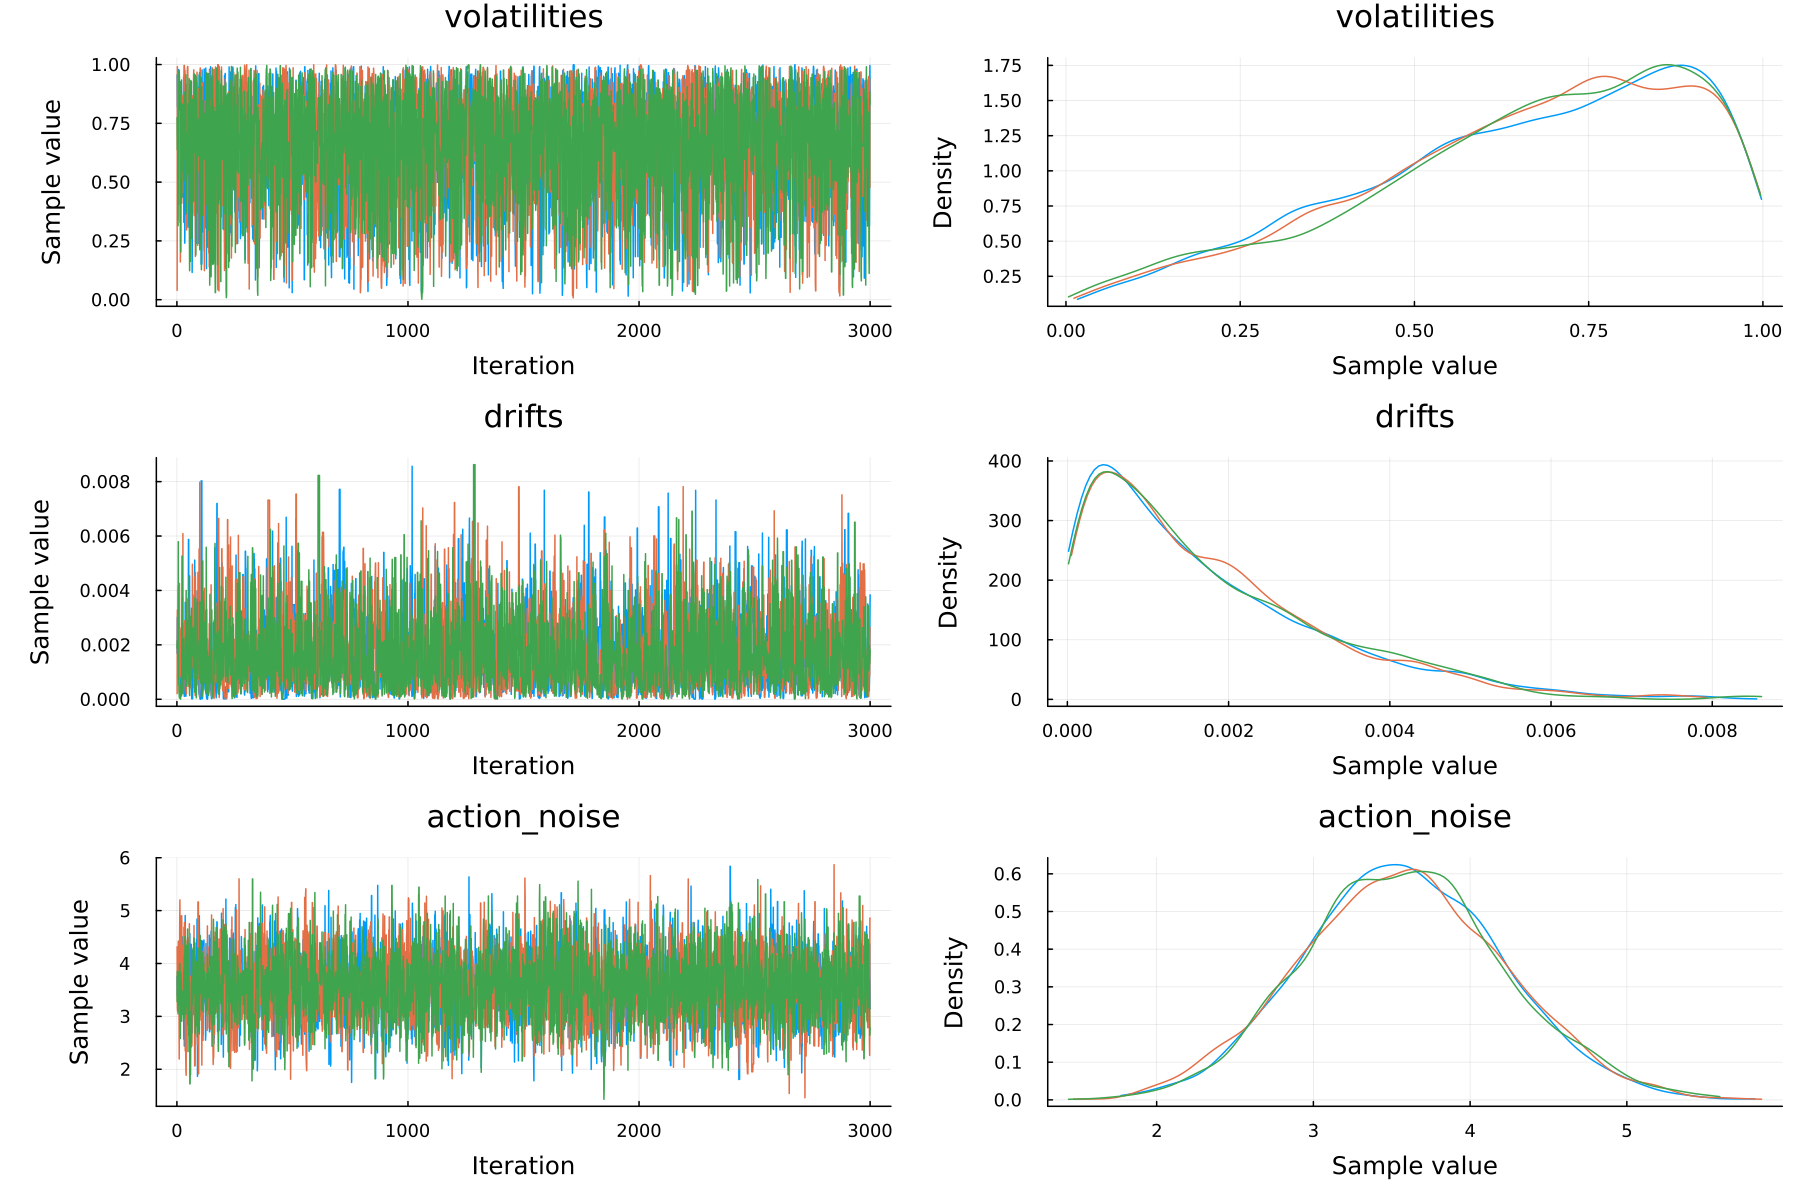 volatilities
Sample value
1.00
0.75
0.50
0.25
0.00
0 1000 2000 3000
Iteration
volatilities
Density
1.75
1.50
1.25
1.00
0.75
0.50
0.25
0.00 0.25 0.50 0.75 1.00
Sample value
drifts
Sample value
0.008
0.006
0.004
0.002
0.000
0 1000 2000 3000
Iteration
drifts
Density
400
300
200
100
0
0.000 0.002 0.004 0.006 0.008
Sample value
action_noise
Sample value
6
5
4
3
2
0 1000 2000 3000
Iteration
action_noise
Density
0.6
0.5
0.4
0.3
0.2
0.1
0.0
2 3 4 5
Sample value